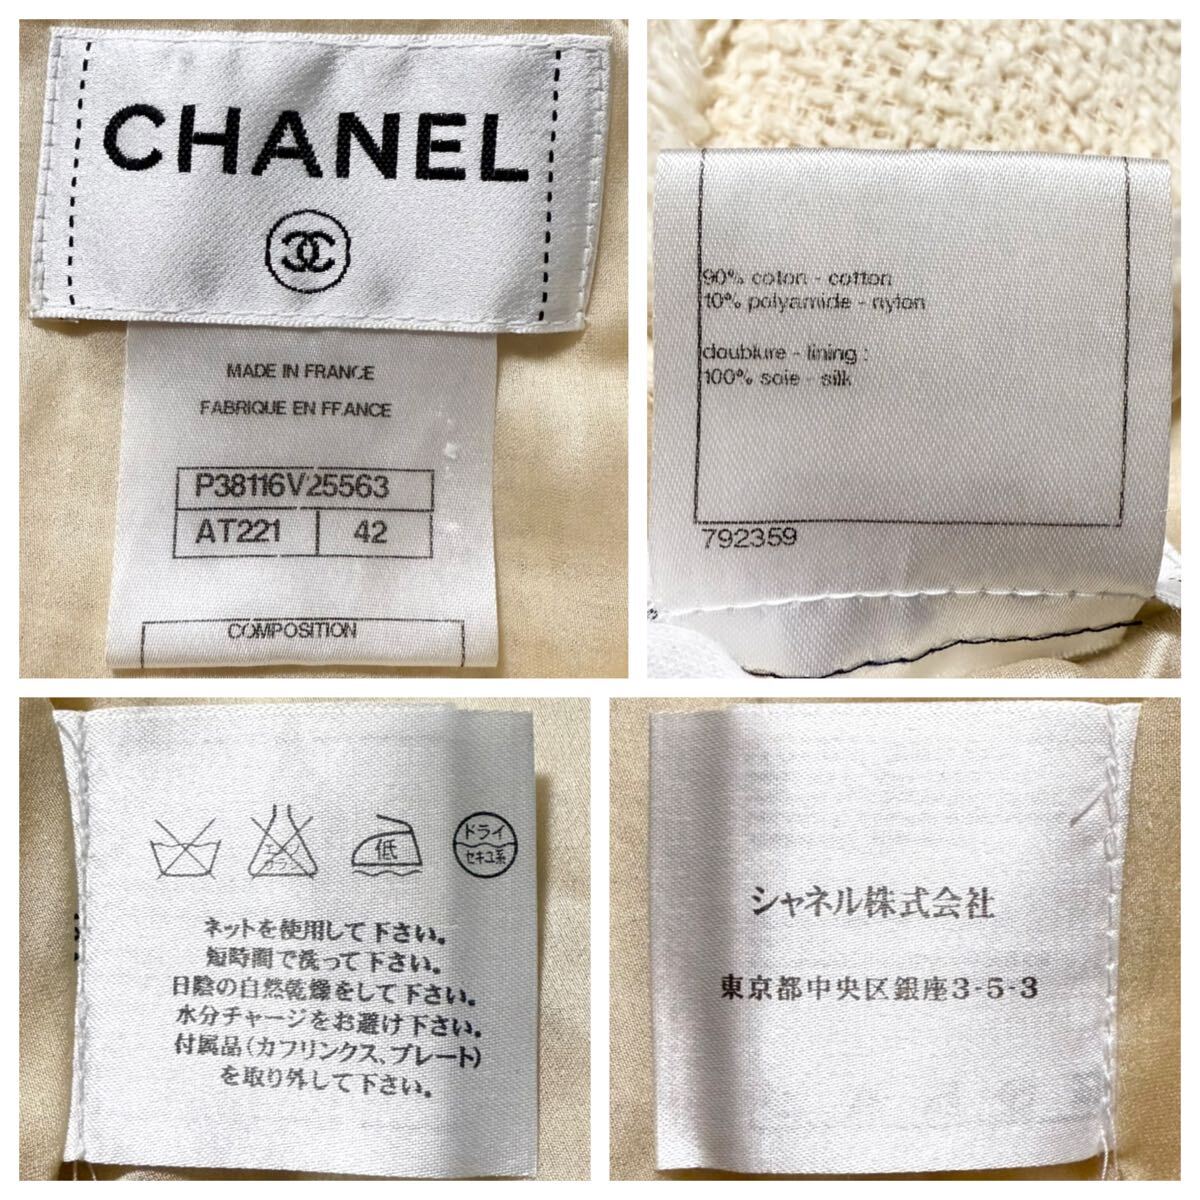 CHANEL
MADE IN FRANCE
FABRIQUE EN FRANCE
P38116V25563
AT221 42
COMPOSITION
90% coton - cotton
10% polyamide - nylon
doublure - lining :
100% soie - silk
792359
エンソ
サラシ
低
ドライ
セキユ系
ネットを使用して下さい。
短時間で洗って下さい。
日陰の自然乾燥をして下さい。
水分チャージをお避け下さい。
付属品(カフリンクス、プレート)
を取り外して下さい。
シャネル株式会社
東京都中央区銀座3-5-3